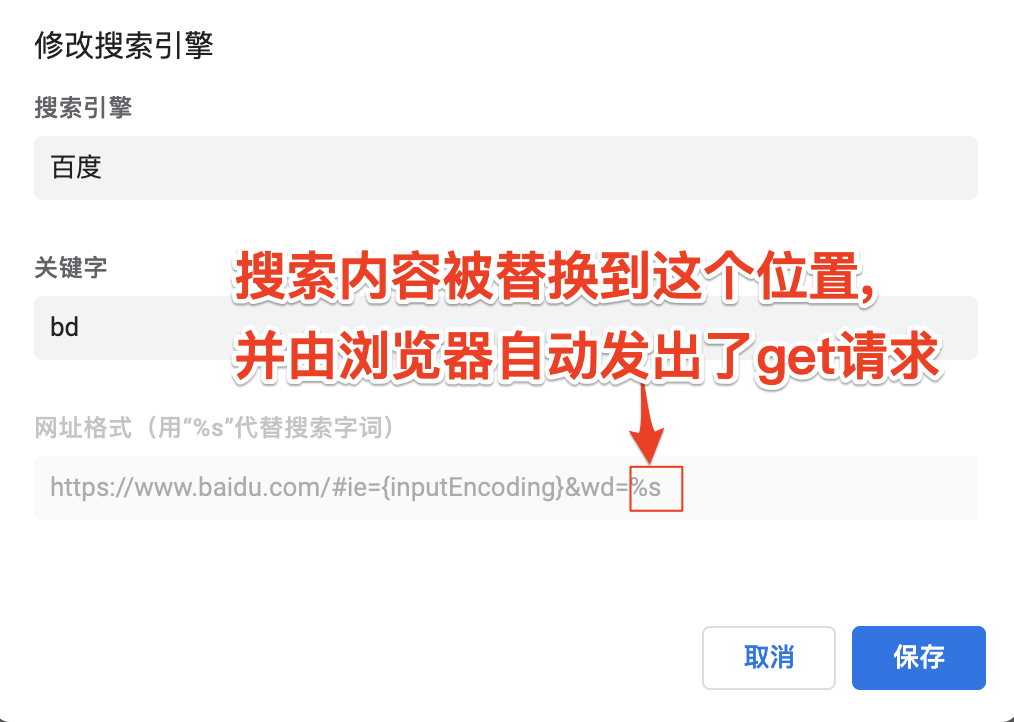 修改搜索引擎
搜索引擎
百度
关键字
搜索内容被替换到这个位置,
bd
并由浏览器自动发出了get请求
网址格式（用“%s”代替搜索字词）
https://www.baidu.com/#ie={inputEncoding}&wd=%s
取消
保存